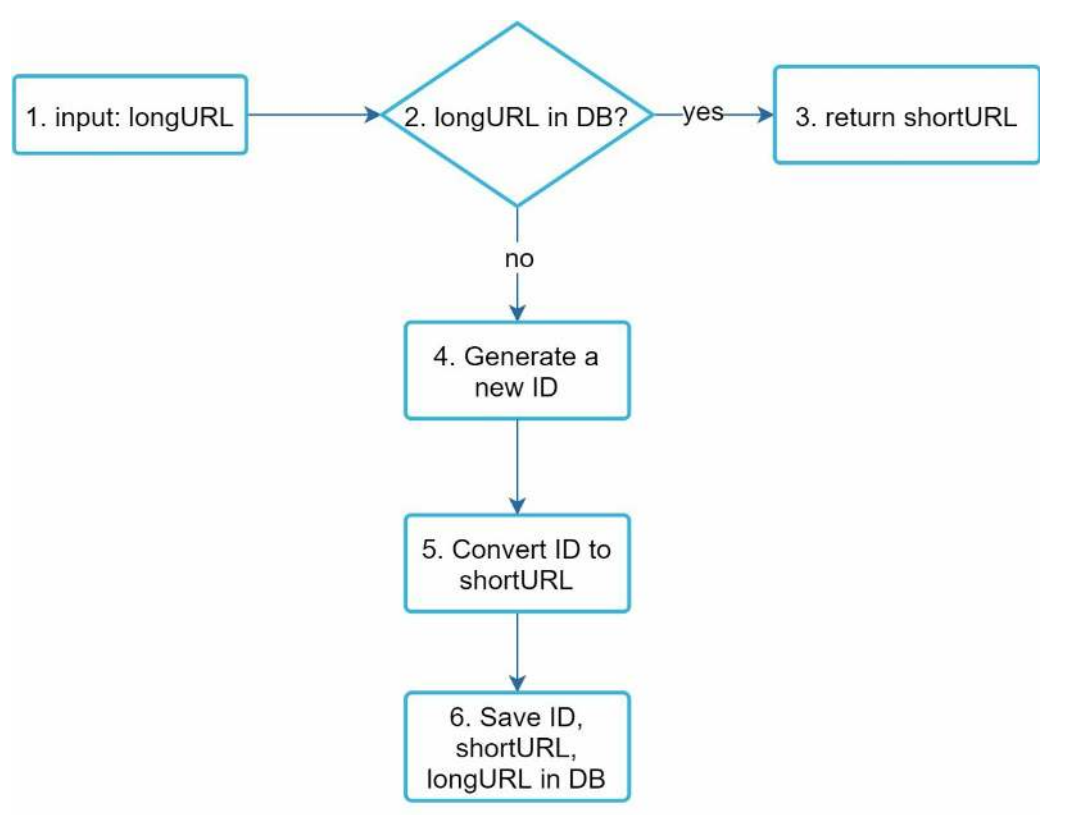 1. input: longURL
2. longURL in DB?
yes
3. return shortURL
no
4. Generate a
new ID
5. Convert ID to
shortURL
6. Save ID,
shortURL,
longURL in DB